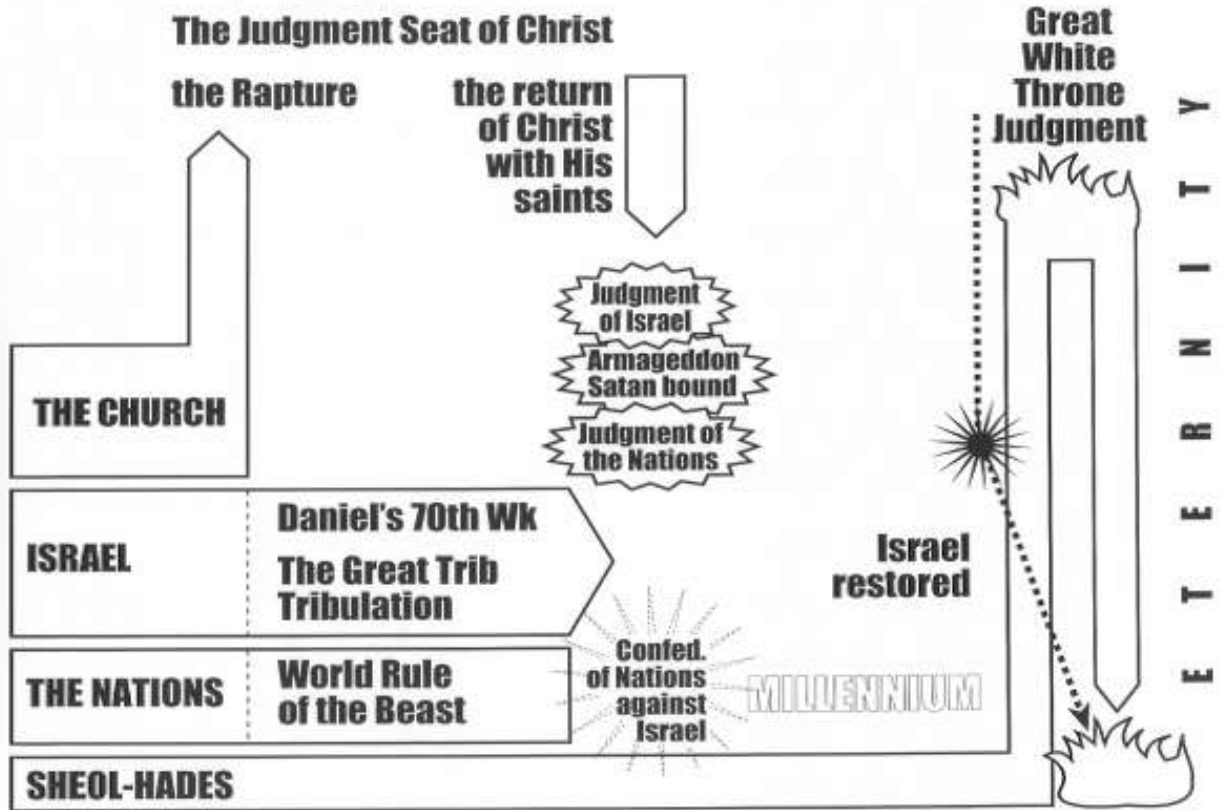 The Judgment Seat of Christ
the Rapture
the return
of Christ
with His
saints
Great
White
Throne
Judgment
ETERNITY
Judgment
of Israel
Armageddon
Satan bound
Judgment of
the Nations
THE CHURCH
ISRAEL
Daniel's 70th Wk
The Great Trib
Tribulation
Israel
restored
THE NATIONS
World Rule
of the Beast
Confed.
of Nations
against
Israel
MILLENNIUM
SHEOL-HADES